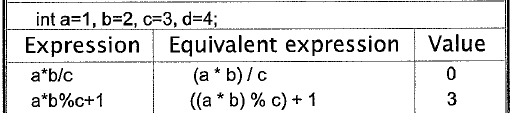 int a=1, b=2, c=3, d=4;
Expression Equivalent expression Value
a*b/c (a * b) / c 0
a*b%c+1 ((a * b) % c) + 1 3